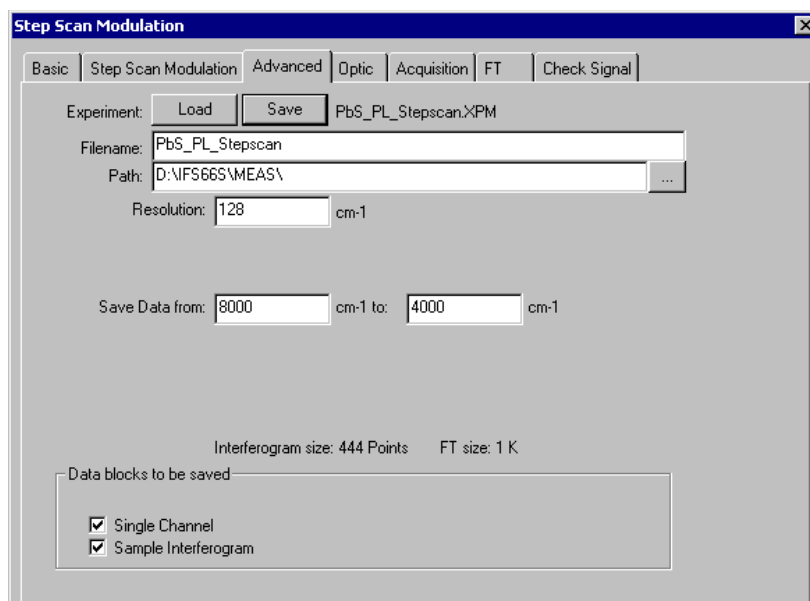 Step Scan Modulation
Basic Step Scan Modulation Advanced Optic Acquisition FT Check Signal
Experiment: Load Save PbS_PL_Stepscan.XPM
Filename: PbS_PL_Stepscan
Path: D:\IFS66S\MEAS\ ...
Resolution: 128 cm-1
Save Data from: 8000 cm-1 to: 4000 cm-1
Interferogram size: 444 Points FT size: 1 K
Data blocks to be saved
Single Channel
Sample Interferogram